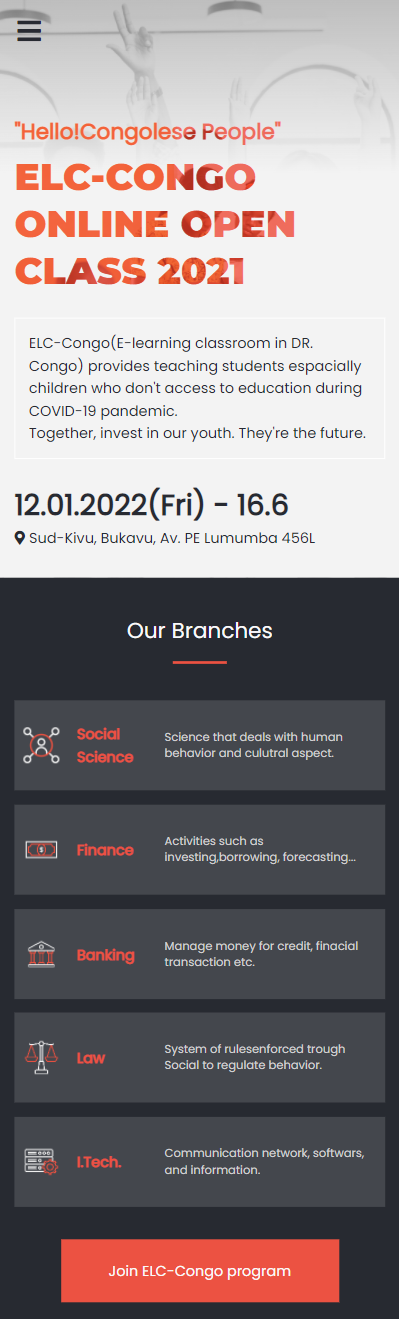 "Hello!Congolese People"
ELC-CONGO
ONLINE OPEN
CLASS 2021
ELC-Congo(E-learning classroom in DR.
Congo) provides teaching students espacially
children who don't access to education during
COVID-19 pandemic.
Together, invest in our youth. They're the future.
12.01.2022(Fri) - 16.6
Sud-Kivu, Bukavu, Av. PE Lumumba 456L
Our Branches
Social
Science
Science that deals with human
behavior and culutral aspect.
Finance
Activities such as
investing,borrowing, forecasting...
Banking
Manage money for credit, finacial
transaction etc.
Law
System of rulesenforced trough
Social to regulate behavior.
I.Tech.
Communication network, softwars,
and information.
Join ELC-Congo program